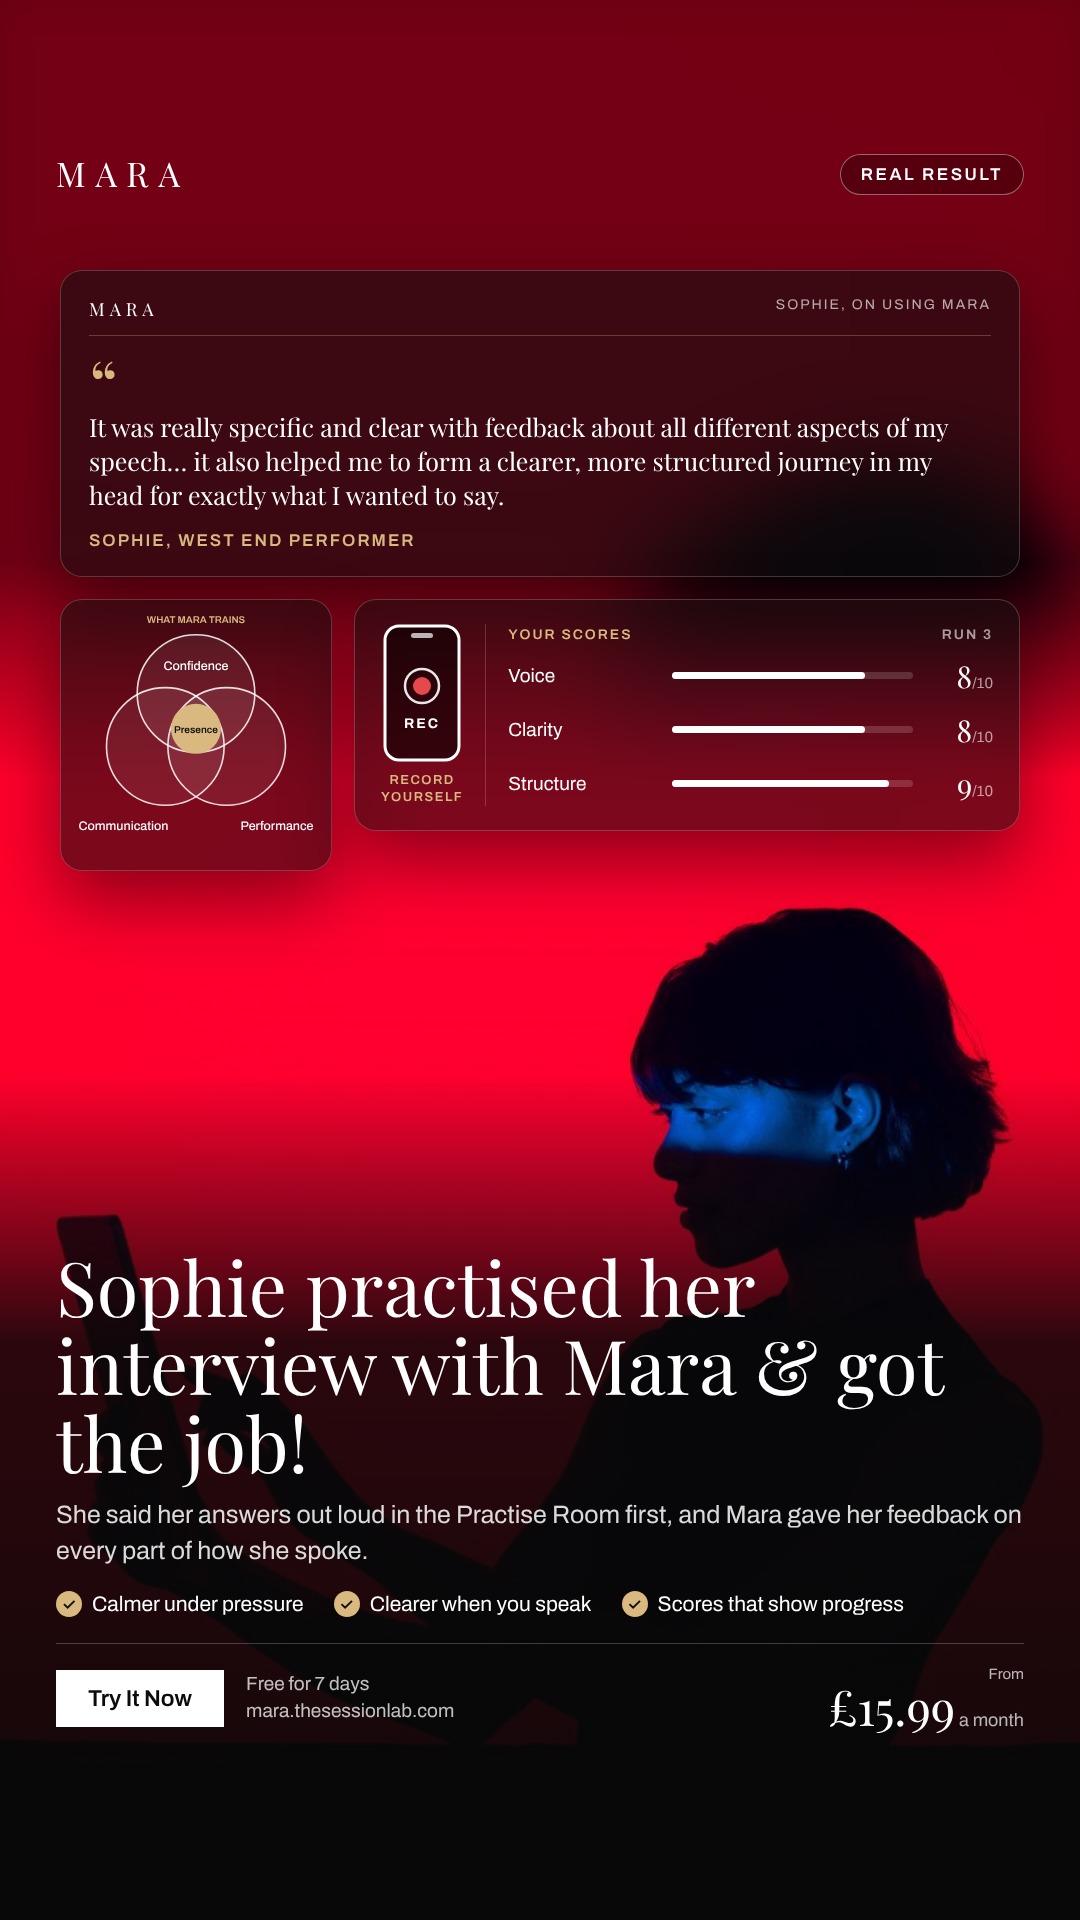 MARA
REAL RESULT
MARA
SOPHIE, ON USING MARA
“
It was really specific and clear with feedback about all different aspects of my
speech... it also helped me to form a clearer, more structured journey in my
head for exactly what I wanted to say.
SOPHIE, WEST END PERFORMER
WHAT MARA TRAINS
Confidence
Presence
Communication
Performance
REC
RECORD
YOURSELF
YOUR SCORES
RUN 3
Voice
8/10
Clarity
8/10
Structure
9/10
Sophie practised her
interview with Mara & got
the job!
She said her answers out loud in the Practise Room first, and Mara gave her feedback on
every part of how she spoke.
Calmer under pressure
Clearer when you speak
Scores that show progress
Try It Now
Free for 7 days
mara.thesessionlab.com
From
£15.99 a month